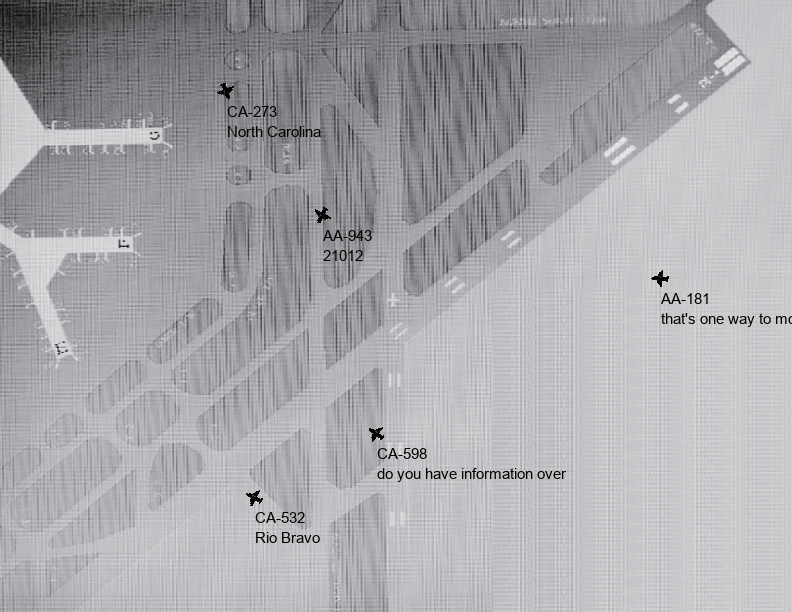 CA-273
North Carolina
AA-943
21012
AA-181
that's one way to mo
CA-598
do you have information over
CA-532
Rio Bravo